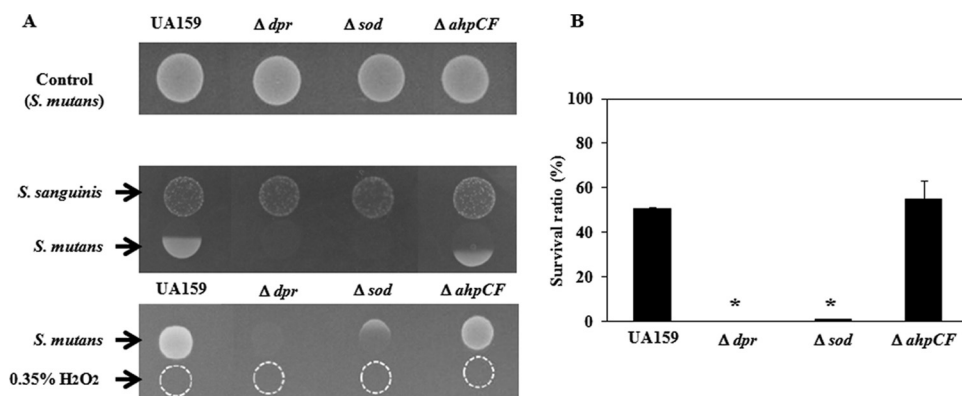 A
UA159 Δ dpr Δ sod Δ ahpCF
Control
(S. mutans)
S. sanguinis
S. mutans
UA159 Δ dpr Δ sod Δ ahpCF
S. mutans
0.35% H2O2
B
Survival ratio (%)
100
80
60
40
20
0
* *
UA159 Δ dpr Δ sod Δ ahpCF